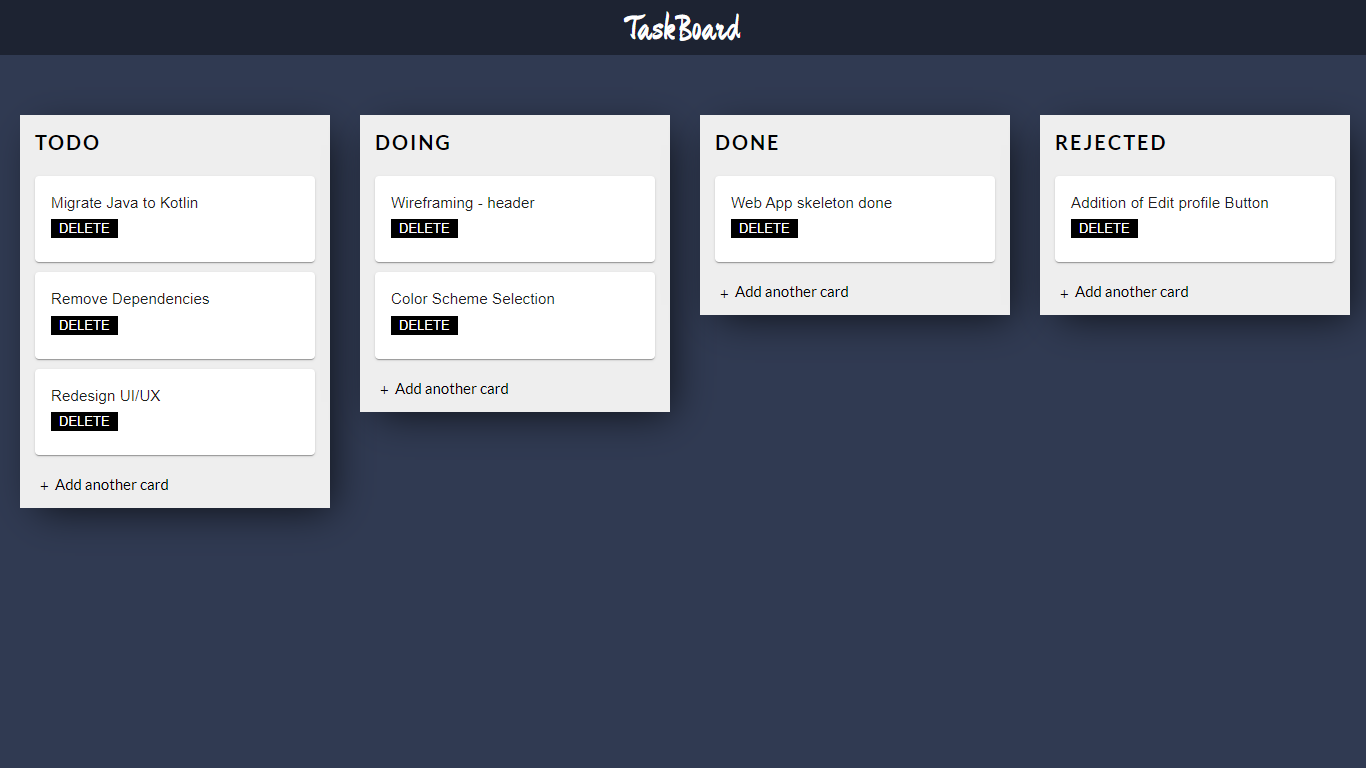 TaskBoard
TODO
Migrate Java to Kotlin
DELETE
Remove Dependencies
DELETE
Redesign UI/UX
DELETE
+ Add another card
DOING
Wireframing - header
DELETE
Color Scheme Selection
DELETE
+ Add another card
DONE
Web App skeleton done
DELETE
+ Add another card
REJECTED
Addition of Edit profile Button
DELETE
+ Add another card